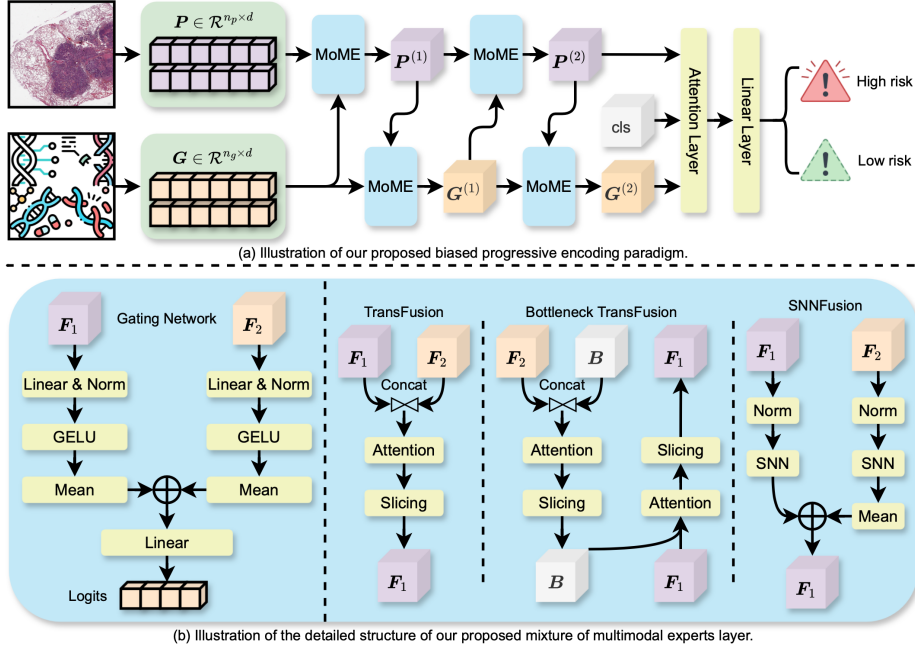 P ∈ R^{n_p×d}
MoME
P^{(1)}
MoME
P^{(2)}
High risk
cls
Attention Layer
Linear Layer
G ∈ R^{n_g×d}
MoME
G^{(1)}
MoME
G^{(2)}
Low risk
(a) Illustration of our proposed biased progressive encoding paradigm.
Gating Network
F_1
F_2
Linear & Norm
Linear & Norm
GELU
GELU
Mean
Mean
Linear
Logits
TransFusion
F_1
F_2
Concat
Attention
Slicing
F_1
Bottleneck TransFusion
F_2
B
F_1
Concat
Attention
Slicing
Slicing
Attention
B
F_1
SNNFusion
F_1
F_2
Norm
Norm
SNN
SNN
Mean
F_1
(b) Illustration of the detailed structure of our proposed mixture of multimodal experts layer.